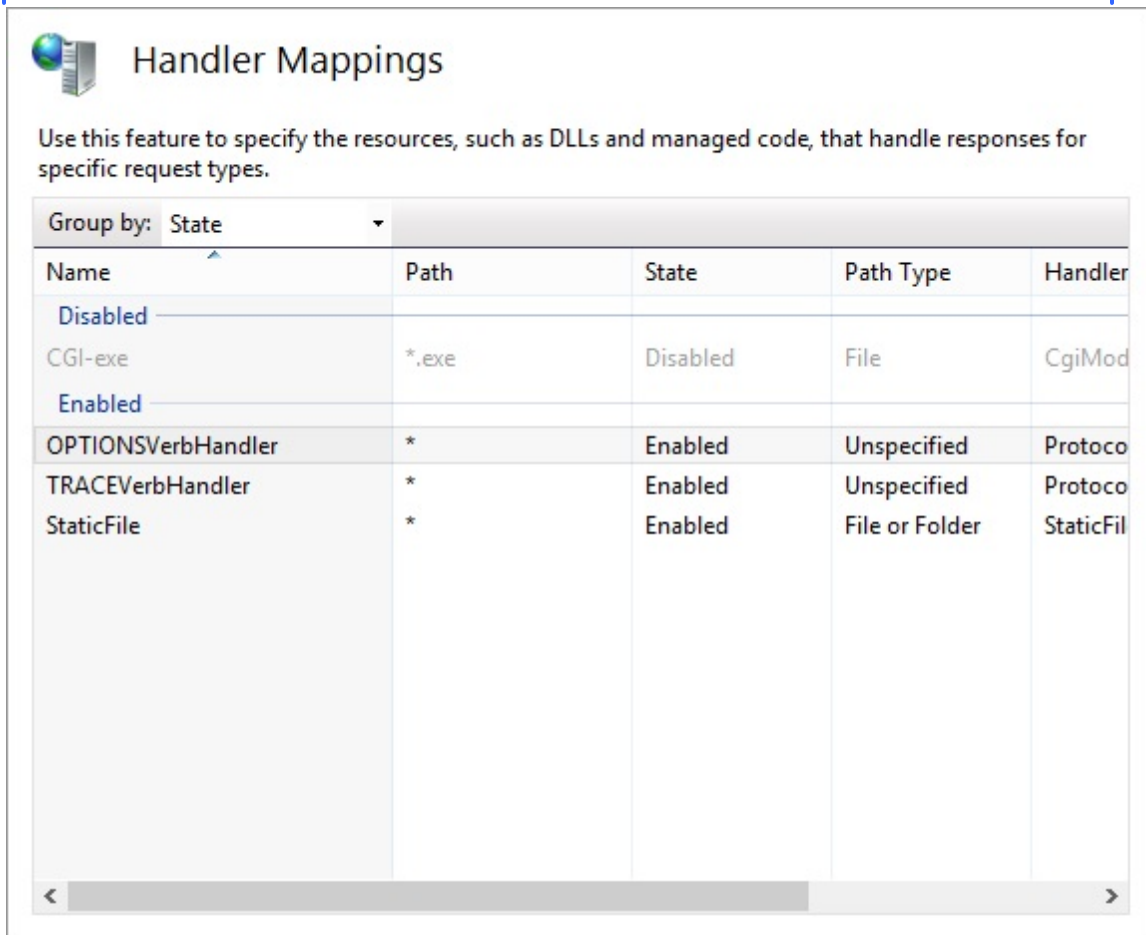 Handler Mappings
Use this feature to specify the resources, such as DLLs and managed code, that handle responses for
specific request types.
Group by: State
Name Path State Path Type Handler
Disabled
CGI-exe *.exe Disabled File CgiMod
Enabled
OPTIONSVerbHandler * Enabled Unspecified Protoco
TRACEVerbHandler * Enabled Unspecified Protoco
StaticFile * Enabled File or Folder StaticFil